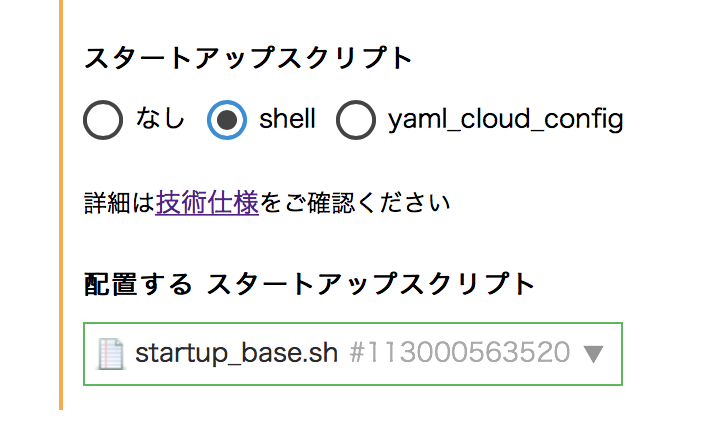 スタートアップスクリプト
なし shell yaml_cloud_config
詳細は技術仕様をご確認ください
配置する スタートアップスクリプト
startup_base.sh #113000563520 ▼